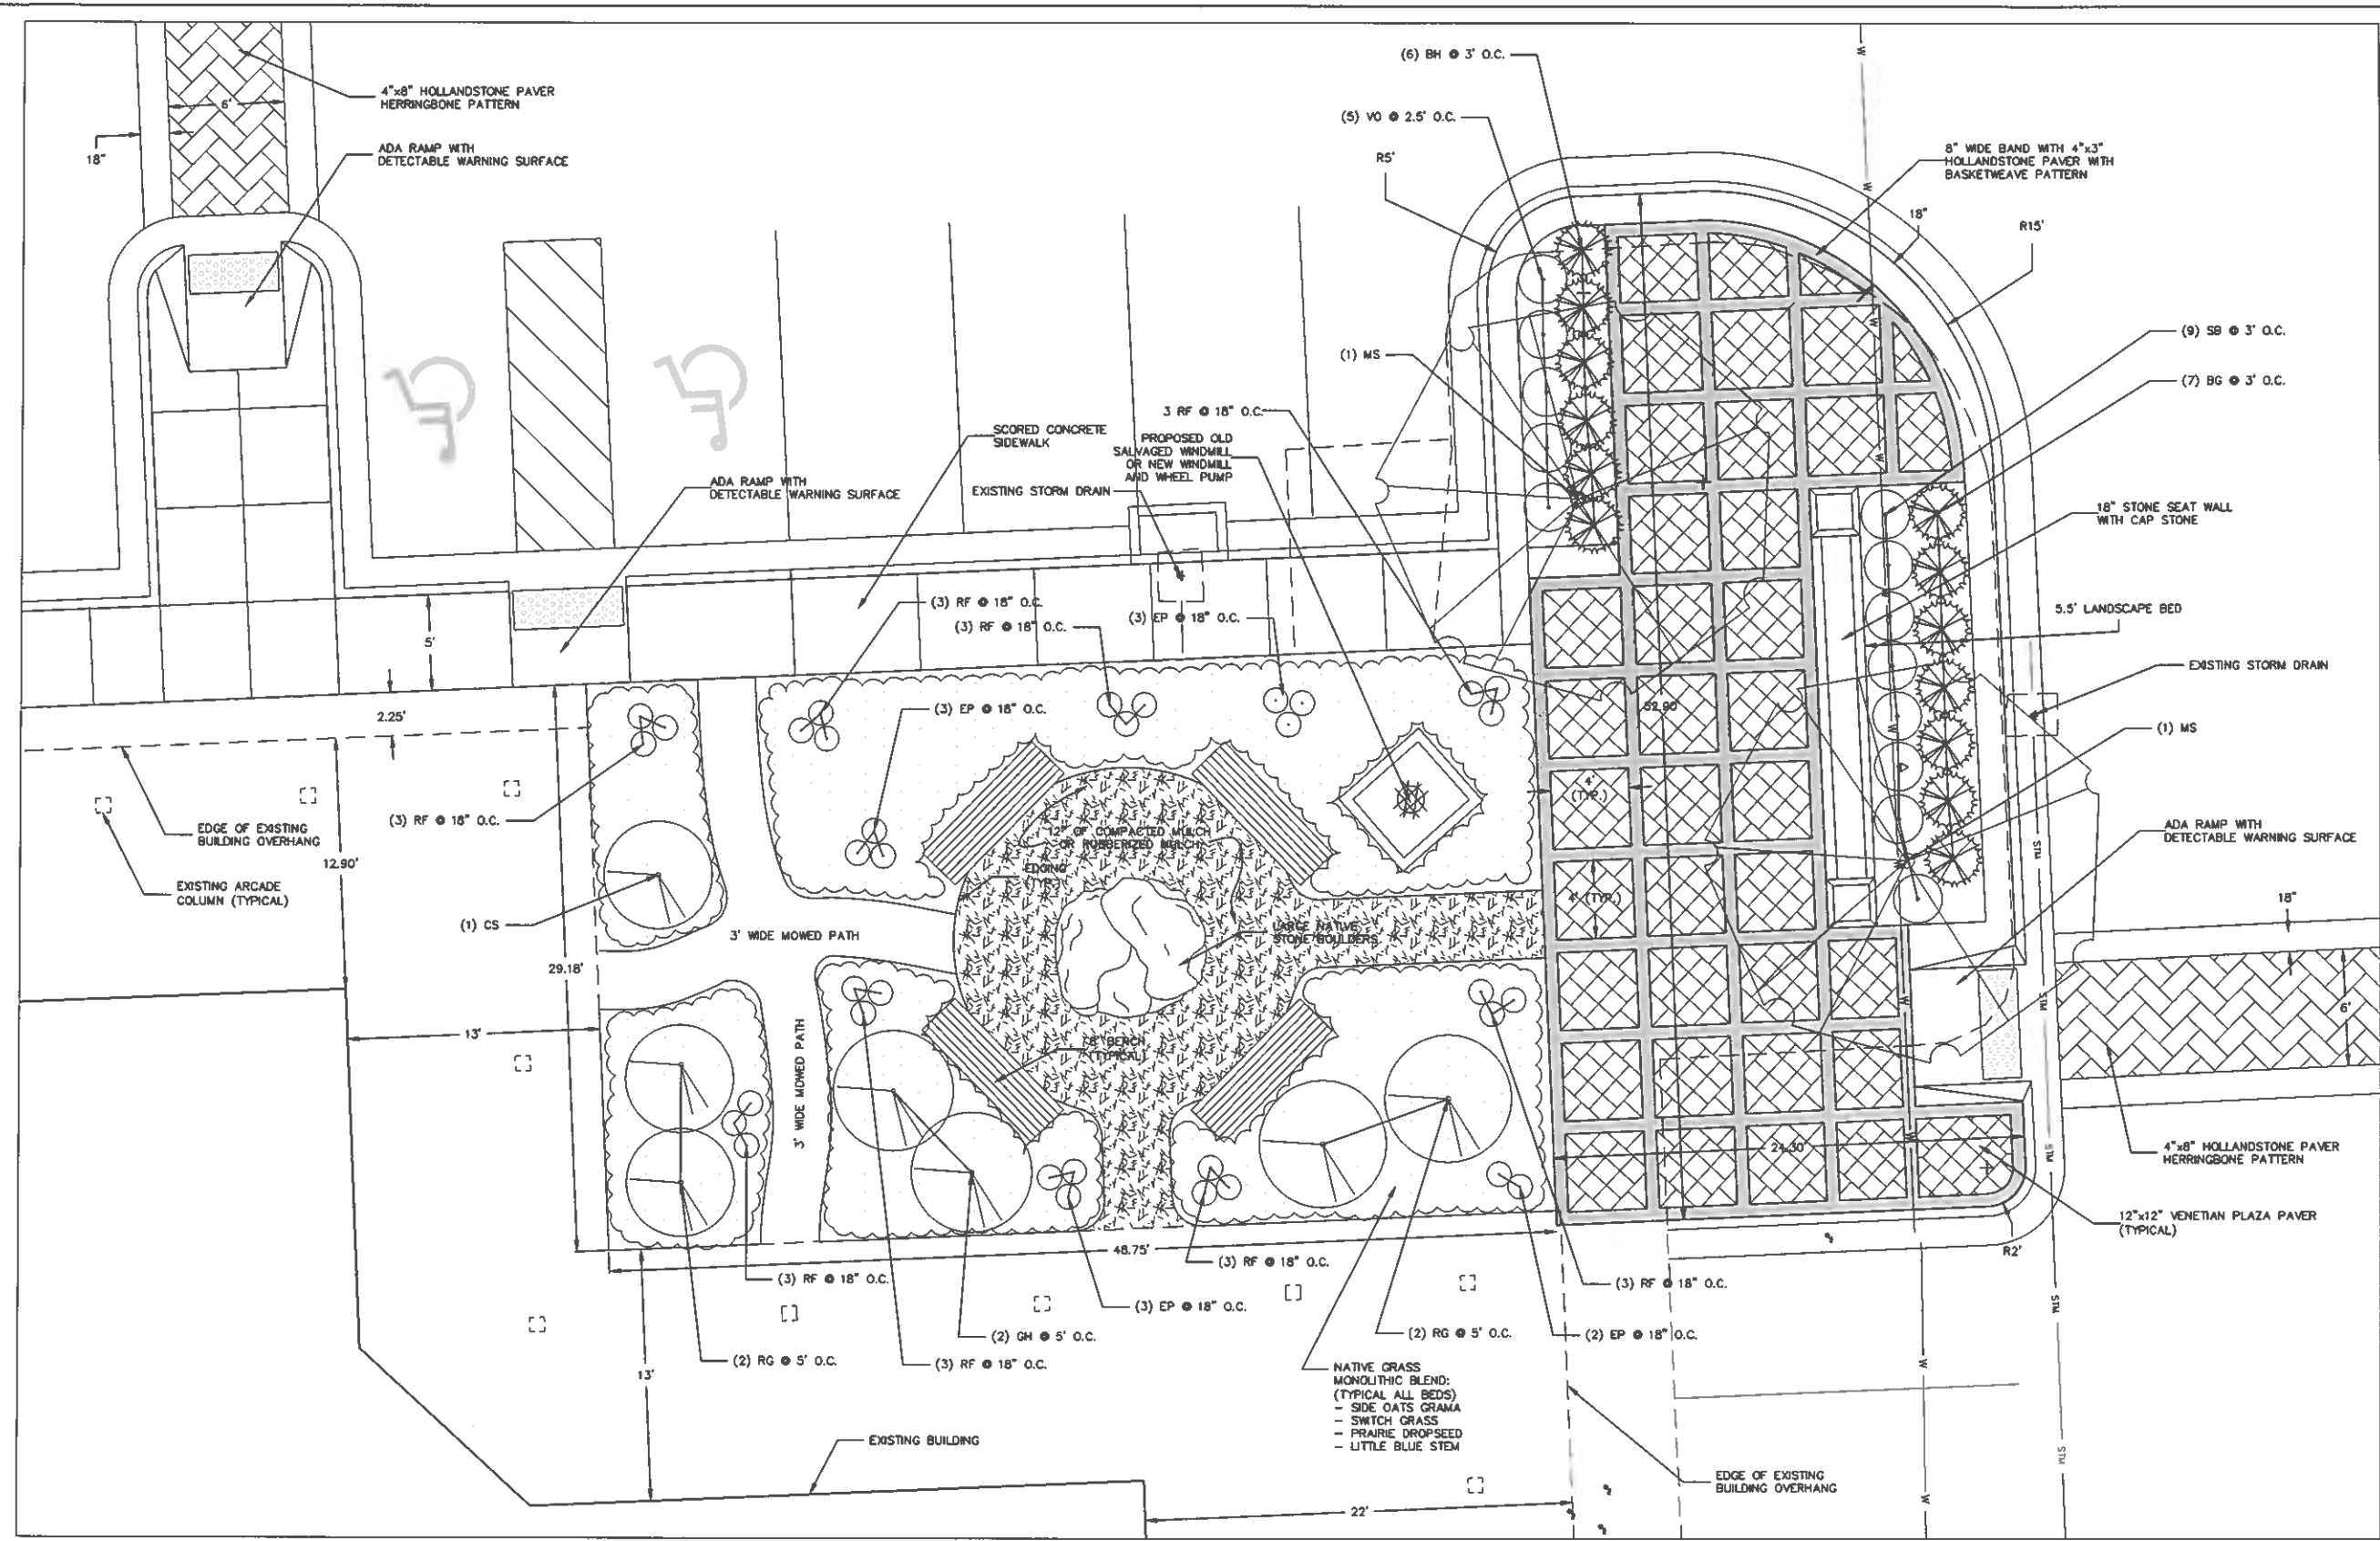 (6) BH @ 3' O.C.
4"x8" HOLLANDSTONE PAVER
HERRINGBONE PATTERN
6'
18"
ADA RAMP WITH
DETECTABLE WARNING SURFACE
(5) VO @ 2.5' O.C.
R5'
W
W
8" WIDE BAND WITH 4"x3"
HOLLANDSTONE PAVER WITH
BASKETWEAVE PATTERN
18"
R15'
(1) MS
(9) SB @ 3' O.C.
(7) BG @ 3' O.C.
W
W
3 RF @ 18" O.C.
SCORED CONCRETE
SIDEWALK
PROPOSED OLD
SALVAGED WINDMILL
OR NEW WINDMILL
AND WHEEL PUMP
ADA RAMP WITH
DETECTABLE WARNING SURFACE
EXISTING STORM DRAIN
18" STONE SEAT WALL
WITH CAP STONE
5.5' LANDSCAPE BED
EXISTING STORM DRAIN
5'
(3) RF @ 18" O.C.
(3) RF @ 18" O.C.
(3) EP @ 18" O.C.
2.25'
(3) EP @ 18" O.C.
52.90'
W
(1) MS
4'
(TYP.)
(3) RF @ 18" O.C.
EDGE OF EXISTING
BUILDING OVERHANG
12.90'
EXISTING ARCADE
COLUMN (TYPICAL)
12" OF COMPACTED MULCH
OR RUBBERIZED MULCH
EDGING
(TYP.)
ADA RAMP WITH
DETECTABLE WARNING SURFACE
STM
4' (TYP.)
18"
(1) CS
3' WIDE MOWED PATH
LARGE NATIVE
STONE BOULDERS
29.18'
13'
3' WIDE MOWED PATH
8' BENCH
(TYPICAL)
W
STM
6'
24.30'
W
STM
4"x8" HOLLANDSTONE PAVER
HERRINGBONE PATTERN
12"x12" VENETIAN PLAZA PAVER
(TYPICAL)
R2'
48.75'
(3) RF @ 18" O.C.
(3) RF @ 18" O.C.
(3) RF @ 18" O.C.
(3) EP @ 18" O.C.
STM
(2) GH @ 5' O.C.
(2) RG @ 5' O.C.
(2) EP @ 18" O.C.
(2) RG @ 5' O.C.
(3) RF @ 18" O.C.
13'
W
NATIVE GRASS
MONOLITHIC BLEND:
(TYPICAL ALL BEDS)
- SIDE OATS GRAMA
- SWITCH GRASS
- PRAIRIE DROPSEED
- LITTLE BLUE STEM
EXISTING BUILDING
STM
EDGE OF EXISTING
BUILDING OVERHANG
W
22'